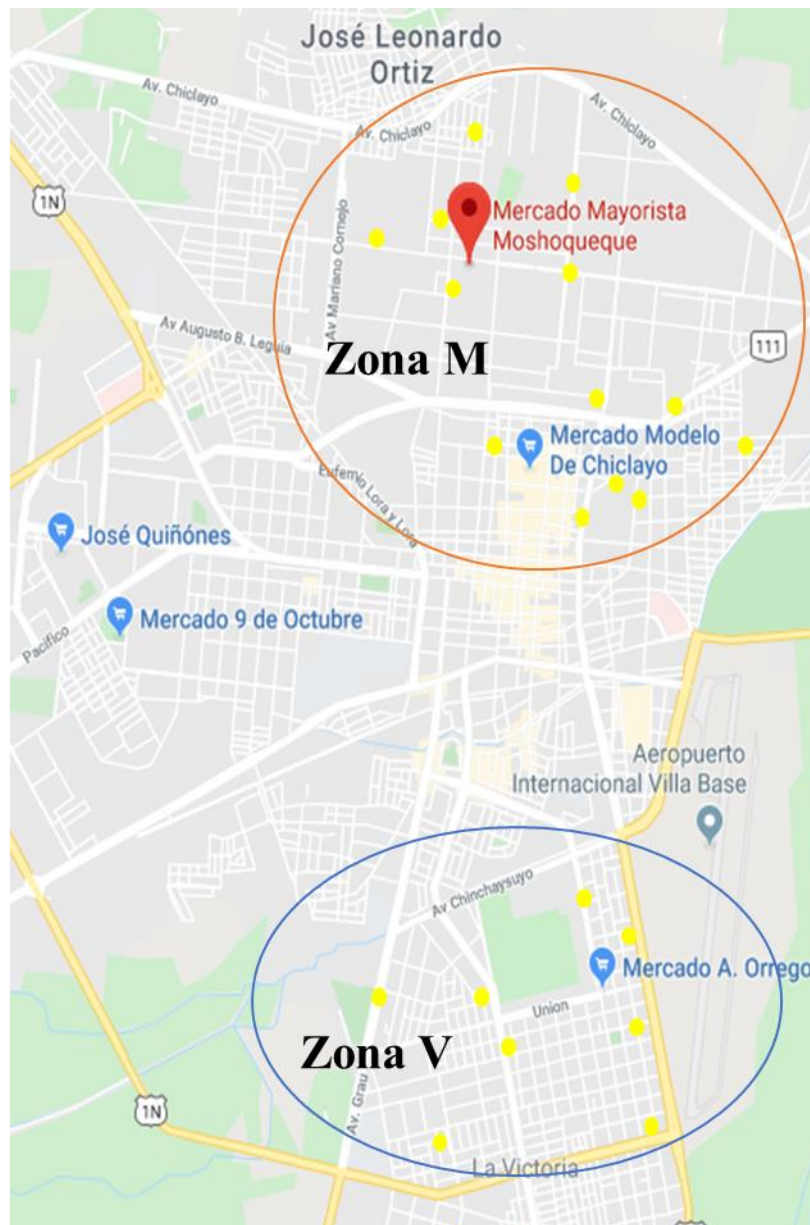 José Leonardo
Ortiz
Av. Chiclayo
Av. Chiclayo
Av. Chiclayo
1N
Mercado Mayorista
Moshoqueque
Av Mariano Cornejo
Av Augusto B. Leguia
Zona M
111
Mercado Modelo
De Chiclayo
Eufemio Lora y Lora
José Quiñónes
Mercado 9 de Octubre
Pacifico
Aeropuerto
Internacional Villa Base
Av Chinchaysuyo
Mercado A. Orrego
Union
Zona V
Av. Grau
1N
La Victoria